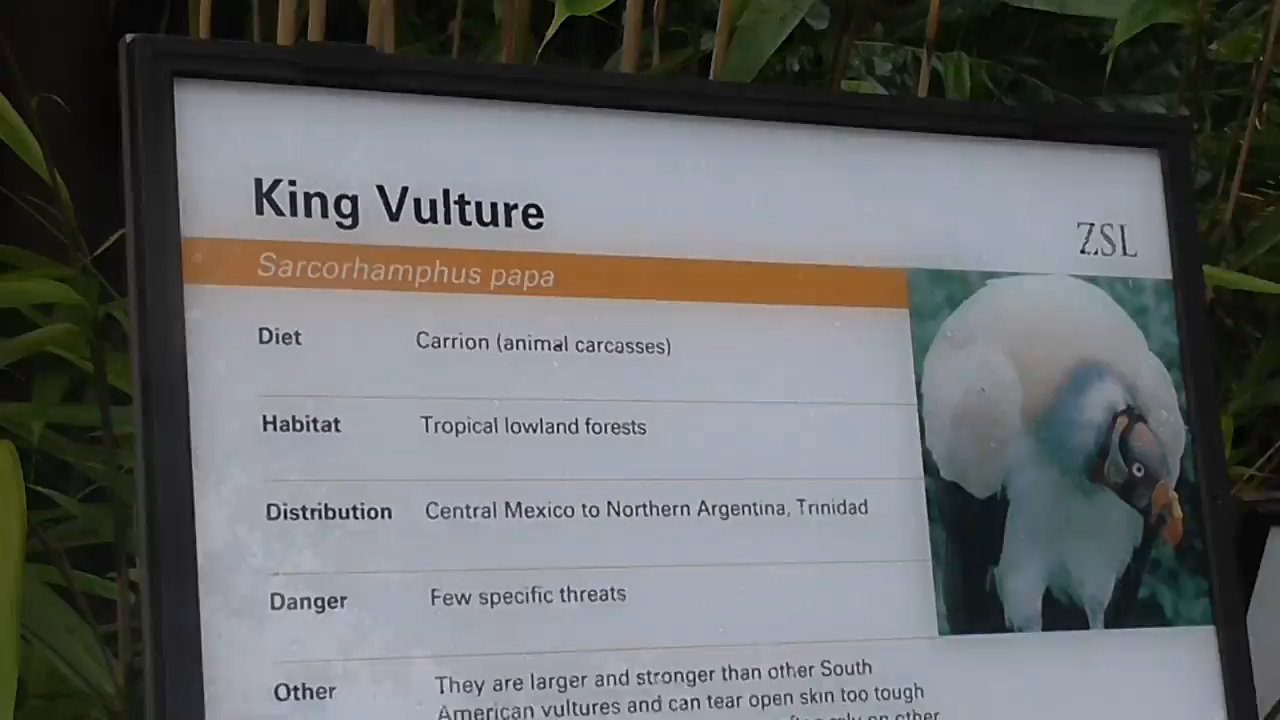 King Vulture
ZSL
Sarcorhamphus papa
Diet Carrion (animal carcasses)
Habitat Tropical lowland forests
Distribution Central Mexico to Northern Argentina, Trinidad
Danger Few specific threats
Other They are larger and stronger than other South
American vultures and can tear open skin too tough
on other